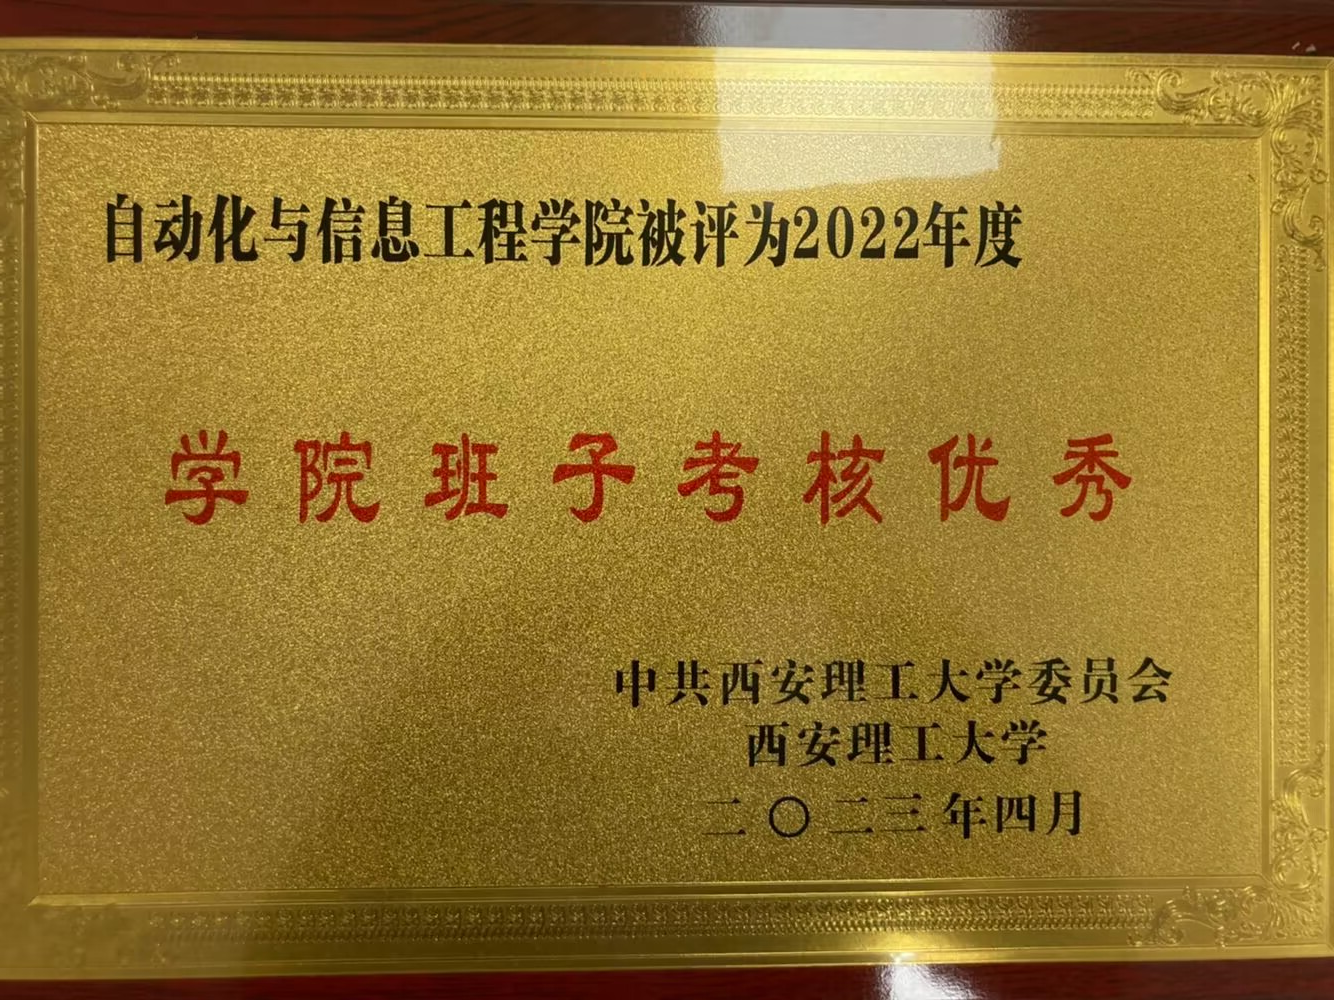 自动化与信息工程学院被评为2022年度
学院班子考核优秀
中共西安理工大学委员会
西安理工大学
二〇二三年四月